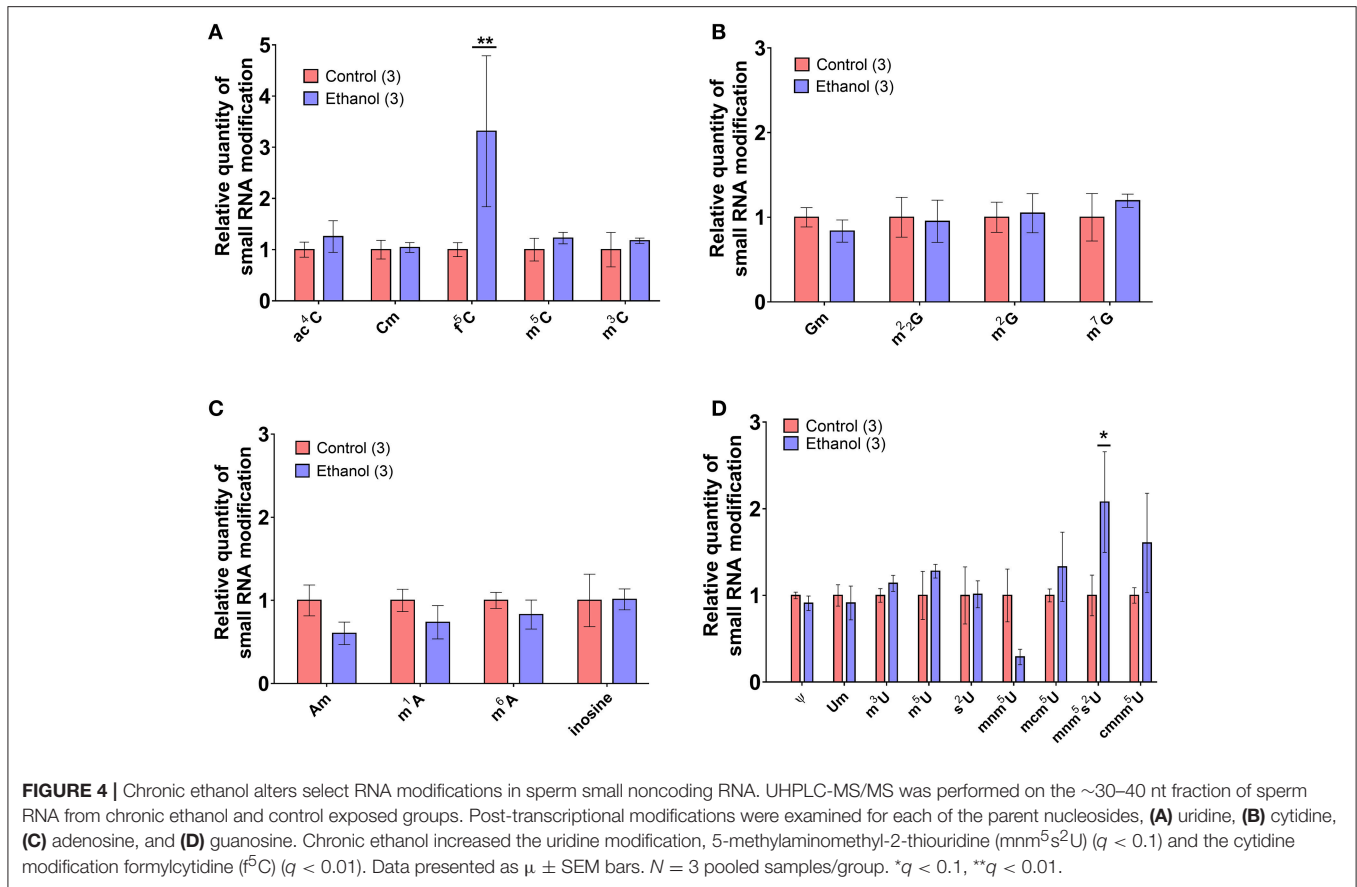 A
Relative quantity of
small RNA modification
5
4
3
2
1
0
Control (3)
Ethanol (3)
**
ac⁴C
Cm
f⁵C
m⁵C
m³C
B
Relative quantity of
small RNA modification
3
2
1
0
Control (3)
Ethanol (3)
Gm
m²₂G
m²G
m⁷G
C
Relative quantity of
small RNA modification
3
2
1
0
Control (3)
Ethanol (3)
Am
m¹A
m⁶A
inosine
D
Relative quantity of
small RNA modification
3
2
1
0
Control (3)
Ethanol (3)
*
ψ
Um
m³U
m⁵U
s²U
mnm⁵U
mcm⁵U
mnm⁵s²U
cmnm⁵U
FIGURE 4 | Chronic ethanol alters select RNA modifications in sperm small noncoding RNA. UHPLC-MS/MS was performed on the ∼30–40 nt fraction of sperm
RNA from chronic ethanol and control exposed groups. Post-transcriptional modifications were examined for each of the parent nucleosides, (A) uridine, (B) cytidine,
(C) adenosine, and (D) guanosine. Chronic ethanol increased the uridine modification, 5-methylaminomethyl-2-thiouridine (mnm⁵s²U) (q < 0.1) and the cytidine
modification formylcytidine (f⁵C) (q < 0.01). Data presented as μ ± SEM bars. N = 3 pooled samples/group. *q < 0.1, **q < 0.01.